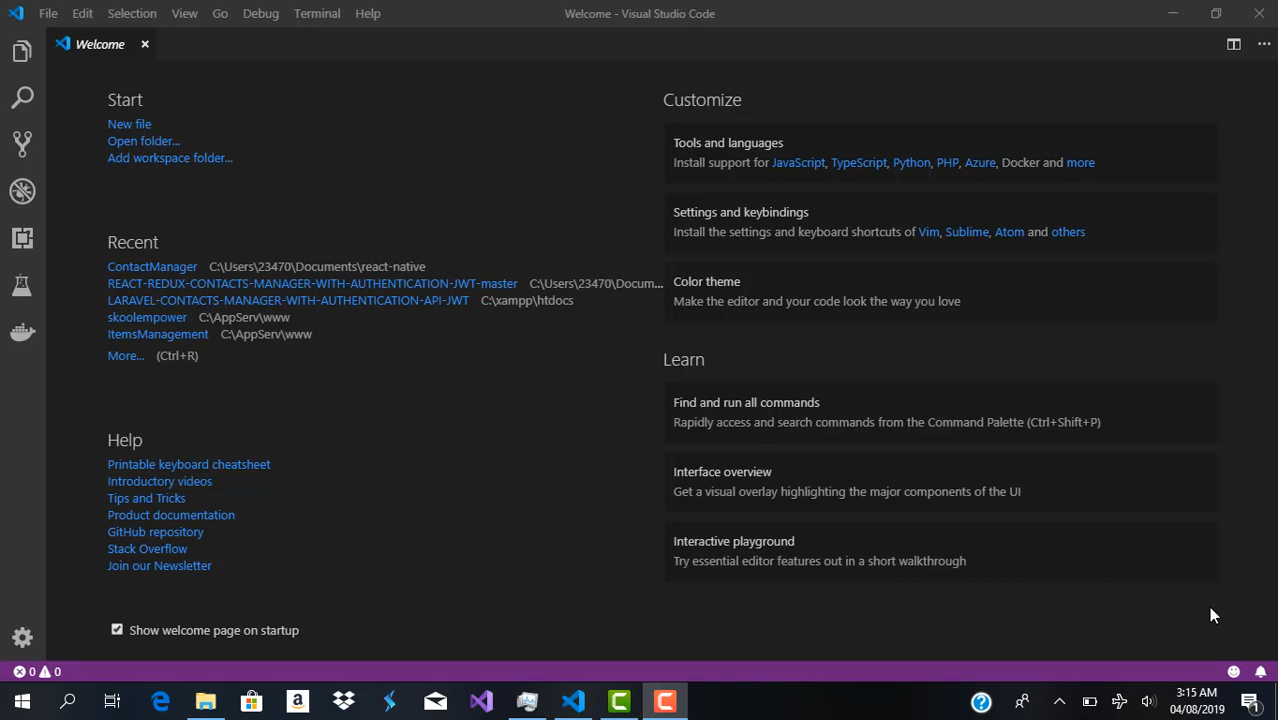 File Edit Selection View Go Debug Terminal Help Welcome - Visual Studio Code
Welcome
Start
New file
Open folder...
Add workspace folder...
Recent
ContactManager C:\Users\23470\Documents\react-native
REACT-REDUX-CONTACTS-MANAGER-WITH-AUTHENTICATION-JWT-master C:\Users\23470\Docum...
LARAVEL-CONTACTS-MANAGER-WITH-AUTHENTICATION-API-JWT C:\xampp\htdocs
skoolempower C:\AppServ\www
ItemsManagement C:\AppServ\www
More... (Ctrl+R)
Help
Printable keyboard cheatsheet
Introductory videos
Tips and Tricks
Product documentation
GitHub repository
Stack Overflow
Join our Newsletter
Show welcome page on startup
Customize
Tools and languages
Install support for JavaScript, TypeScript, Python, PHP, Azure, Docker and more
Settings and keybindings
Install the settings and keyboard shortcuts of Vim, Sublime, Atom and others
Color theme
Make the editor and your code look the way you love
Learn
Find and run all commands
Rapidly access and search commands from the Command Palette (Ctrl+Shift+P)
Interface overview
Get a visual overlay highlighting the major components of the UI
Interactive playground
Try essential editor features out in a short walkthrough
0 0
3:15 AM
04/08/2019
1